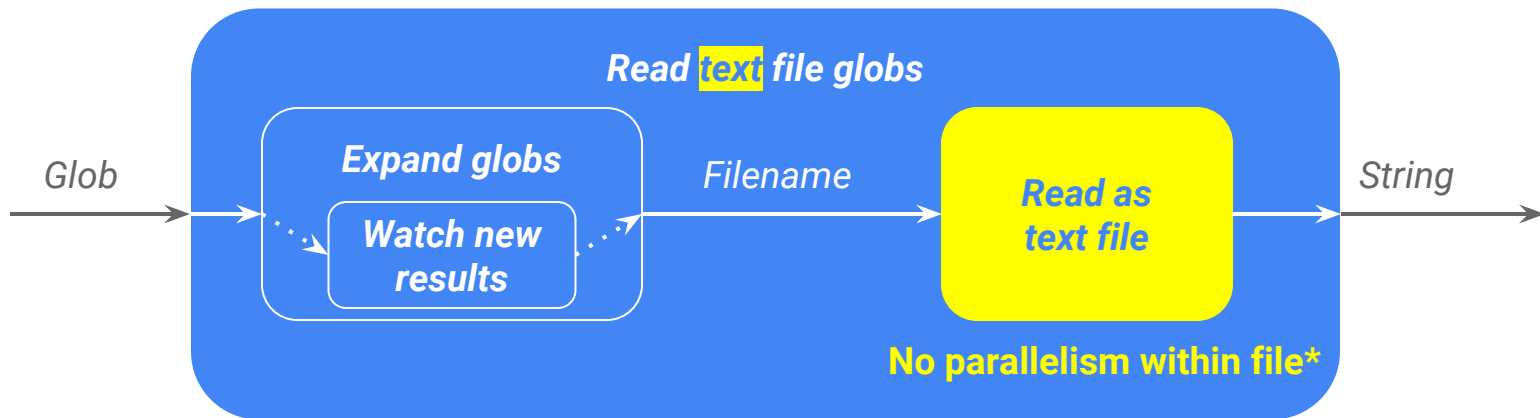 Read text file globs
Glob
Expand globs
Watch new
results
Filename
Read as
text file
String
No parallelism within file*